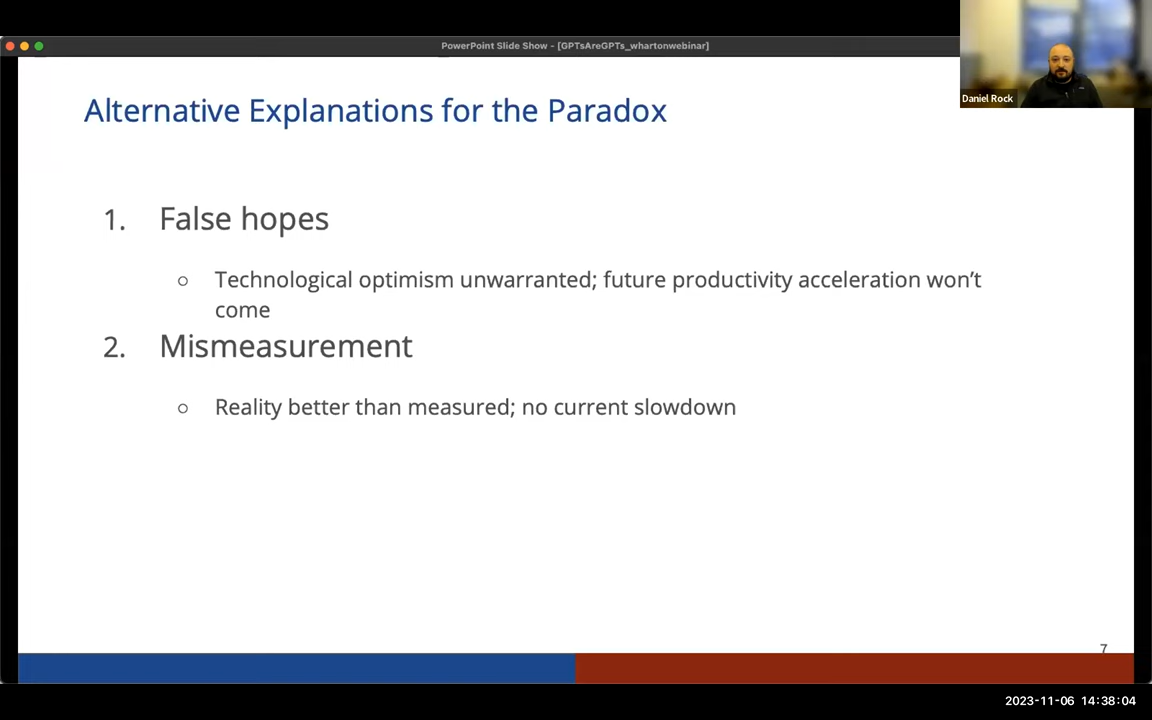 PowerPoint Slide Show - [GPTsAreGPTs_whartonwebinar]
Daniel Rock
Alternative Explanations for the Paradox
1. False hopes
○ Technological optimism unwarranted; future productivity acceleration won’t
come
2. Mismeasurement
○ Reality better than measured; no current slowdown
7
2023-11-06 14:38:04